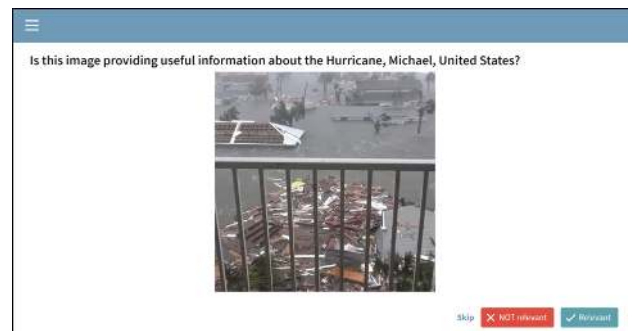 Is this image providing useful information about the Hurricane, Michael, United States?
Skip
NOT relevant
Relevant